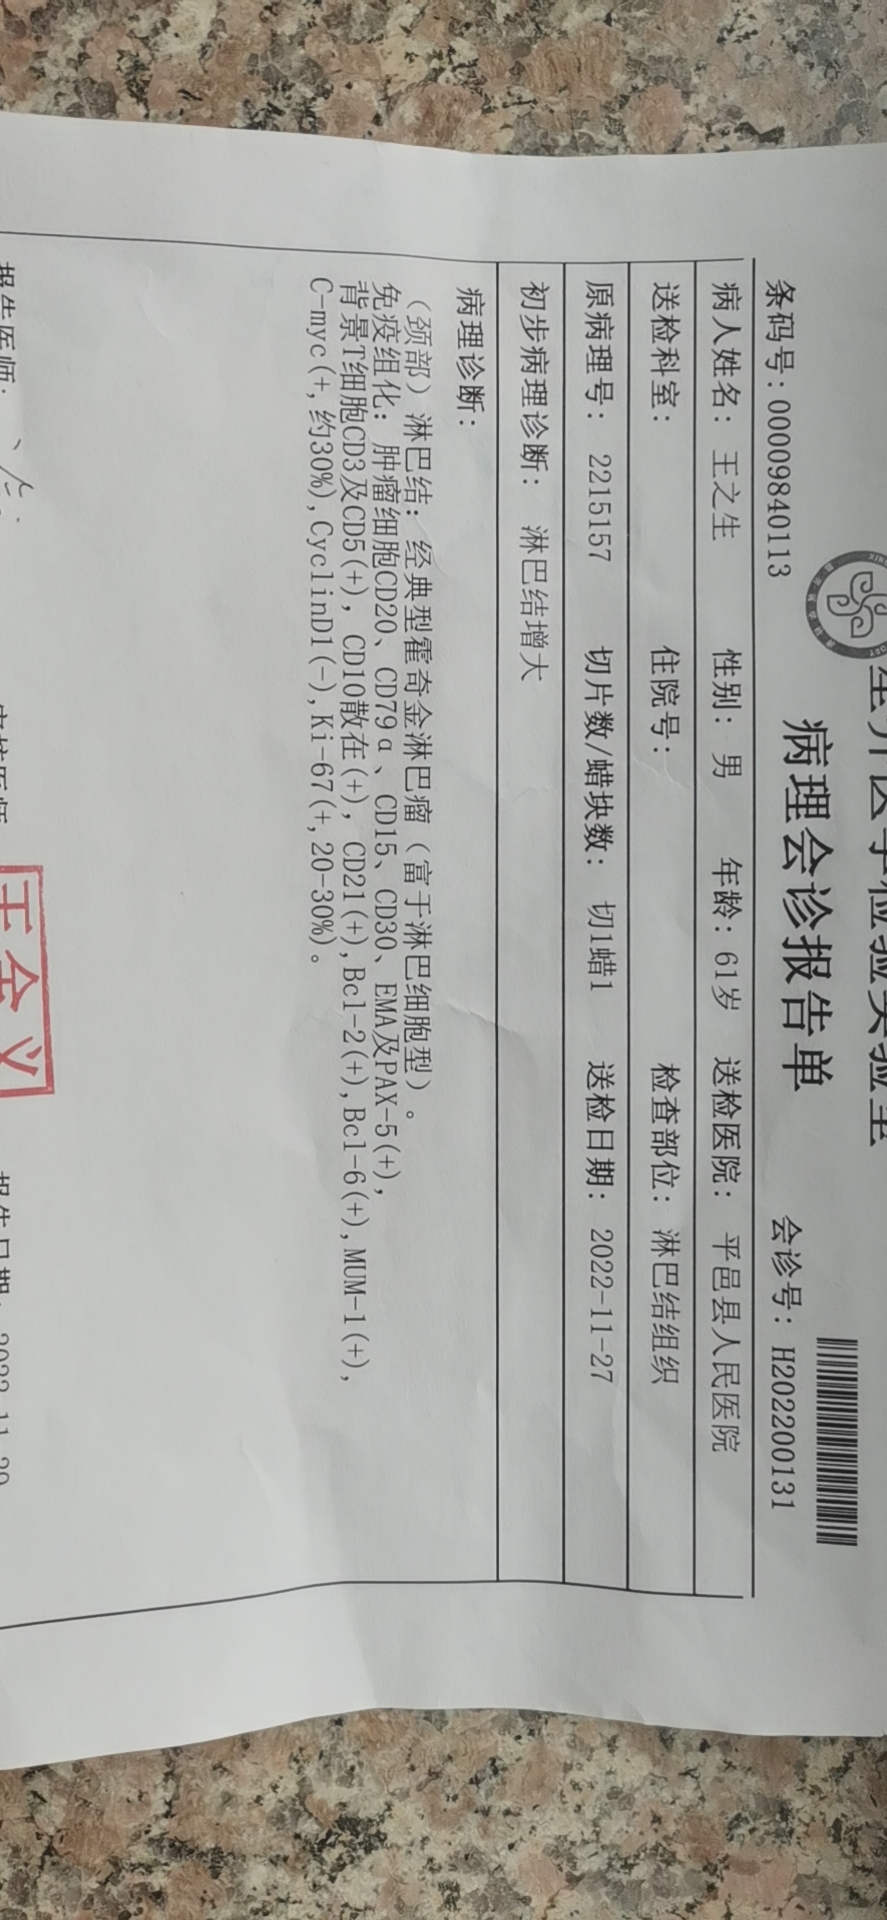 病理会诊报告单
条码号：00009840113 会诊号：H202200131
病人姓名：王之生 性别：男 年龄：61岁 送检医院：平邑县人民医院
送检科室： 住院号： 检查部位：淋巴结组织
原病理号：2215157 切片数/蜡块数：切1蜡1 送检日期：2022-11-27
初步病理诊断：淋巴结增大
病理诊断：
（颈部）淋巴结：经典型霍奇金淋巴瘤（富于淋巴细胞型）。
免疫组化：肿瘤细胞CD20、CD79α、CD15、CD30、EMA及PAX-5(+)，
背景T细胞CD3及CD5(+)，CD10散在(+)，CD21(+),Bcl-2(+),Bcl-6(+),MUM-1(+)，
C-myc(+,约30%),CyclinD1(-),Ki-67(+,20-30%)。
报告医师： 报告日期：